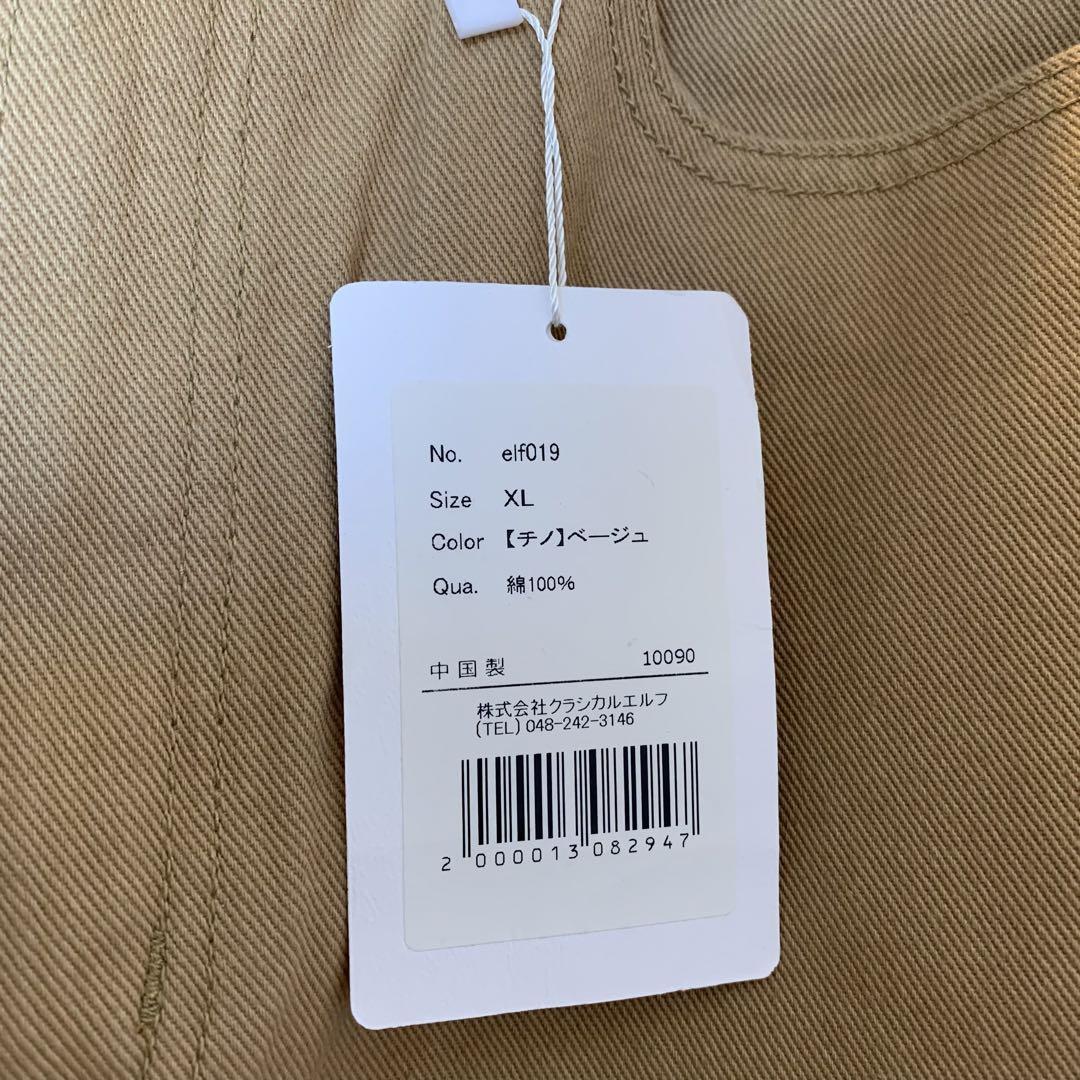 No. elf019
Size XL
Color 【チノ】ベージュ
Qua. 綿100%
中国製 10090
株式会社クラシカルエルフ
(TEL) 048-242-3146
2 000013 082947